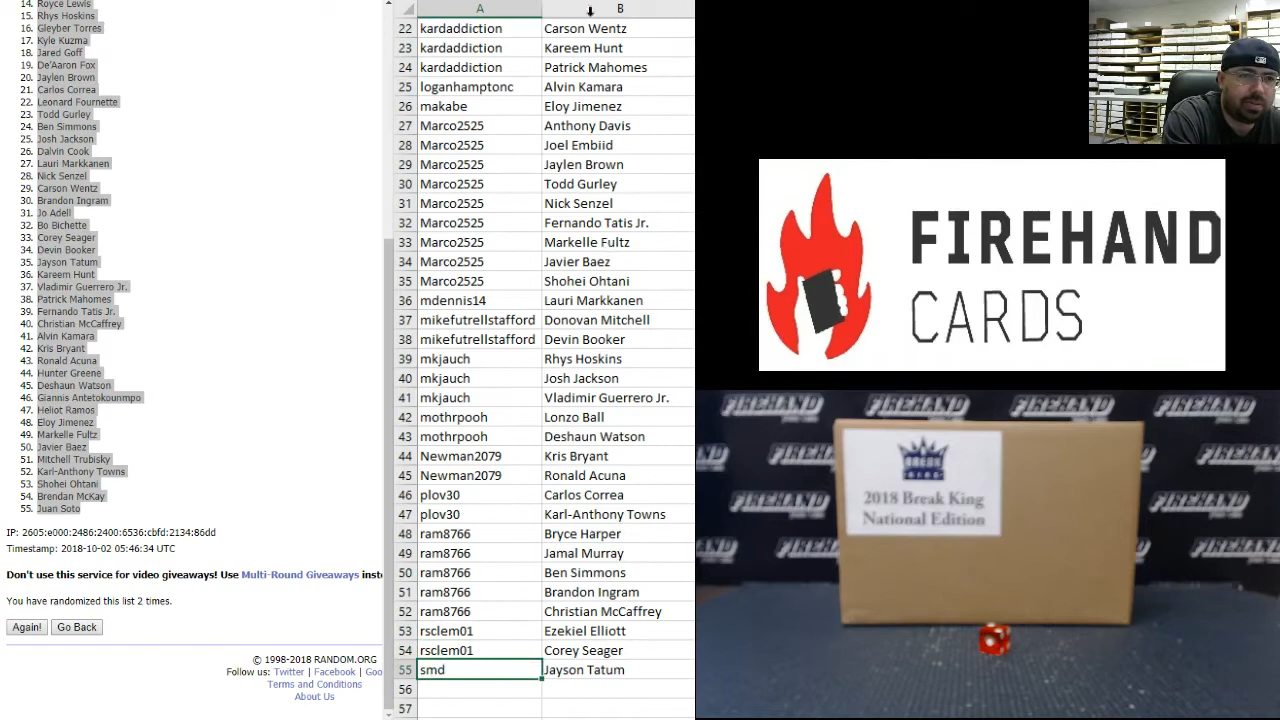 14. Royce Lewis
15. Rhys Hoskins
16. Gleyber Torres
17. Kyle Kuzma
18. Jared Goff
19. De'Aaron Fox
20. Jaylen Brown
21. Carlos Correa
22. Leonard Fournette
23. Todd Gurley
24. Ben Simmons
25. Josh Jackson
26. Dalvin Cook
27. Lauri Markkanen
28. Nick Senzel
29. Carson Wentz
30. Brandon Ingram
31. Jo Adell
32. Bo Bichette
33. Corey Seager
34. Devin Booker
35. Jayson Tatum
36. Kareem Hunt
37. Vladimir Guerrero Jr.
38. Patrick Mahomes
39. Fernando Tatis Jr.
40. Christian McCaffrey
41. Alvin Kamara
42. Kris Bryant
43. Ronald Acuna
44. Hunter Greene
45. Deshaun Watson
46. Giannis Antetokounmpo
47. Heliot Ramos
48. Eloy Jimenez
49. Markelle Fultz
50. Javier Baez
51. Mitchell Trubisky
52. Karl-Anthony Towns
53. Shohei Ohtani
54. Brendan McKay
55. Juan Soto
IP: 2605:e000:2486:2400:6536:cbfd:2134:86dd
Timestamp: 2018-10-02 05:46:34 UTC
Don't use this service for video giveaways! Use Multi-Round Giveaways inst
You have randomized this list 2 times.
Again! Go Back
© 1998-2018 RANDOM.ORG
Follow us: Twitter | Facebook | Goo
Terms and Conditions
About Us
A B
22 kardaddiction Carson Wentz
23 kardaddiction Kareem Hunt
24 kardaddiction Patrick Mahomes
25 loganhamptonc Alvin Kamara
26 makabe Eloy Jimenez
27 Marco2525 Anthony Davis
28 Marco2525 Joel Embiid
29 Marco2525 Jaylen Brown
30 Marco2525 Todd Gurley
31 Marco2525 Nick Senzel
32 Marco2525 Fernando Tatis Jr.
33 Marco2525 Markelle Fultz
34 Marco2525 Javier Baez
35 Marco2525 Shohei Ohtani
36 mdennis14 Lauri Markkanen
37 mikefutrellstafford Donovan Mitchell
38 mikefutrellstafford Devin Booker
39 mkjauch Rhys Hoskins
40 mkjauch Josh Jackson
41 mkjauch Vladimir Guerrero Jr.
42 mothrpooh Lonzo Ball
43 mothrpooh Deshaun Watson
44 Newman2079 Kris Bryant
45 Newman2079 Ronald Acuna
46 plov30 Carlos Correa
47 plov30 Karl-Anthony Towns
48 ram8766 Bryce Harper
49 ram8766 Jamal Murray
50 ram8766 Ben Simmons
51 ram8766 Brandon Ingram
52 ram8766 Christian McCaffrey
53 rsclem01 Ezekiel Elliott
54 rsclem01 Corey Seager
55 smd Jayson Tatum
56
57
FIREHAND
CARDS
FIREHAND FIREHAND FIREHAND FIREHAND
BREAK
KING
2018 Break King
National Edition